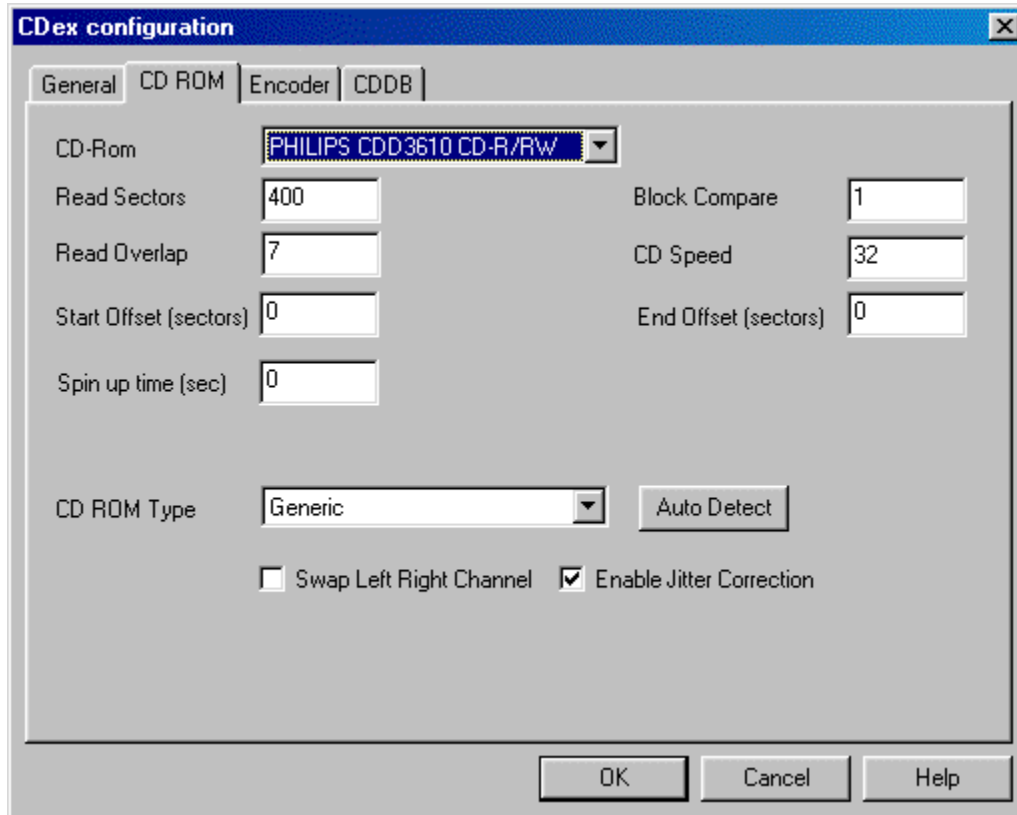 CDex configuration
General CD ROM Encoder CDDB
CD-Rom PHILIPS CDD3610 CD-R/RW
Read Sectors 400 Block Compare 1
Read Overlap 7 CD Speed 32
Start Offset (sectors) 0 End Offset (sectors) 0
Spin up time (sec) 0
CD ROM Type Generic Auto Detect
Swap Left Right Channel Enable Jitter Correction
OK Cancel Help